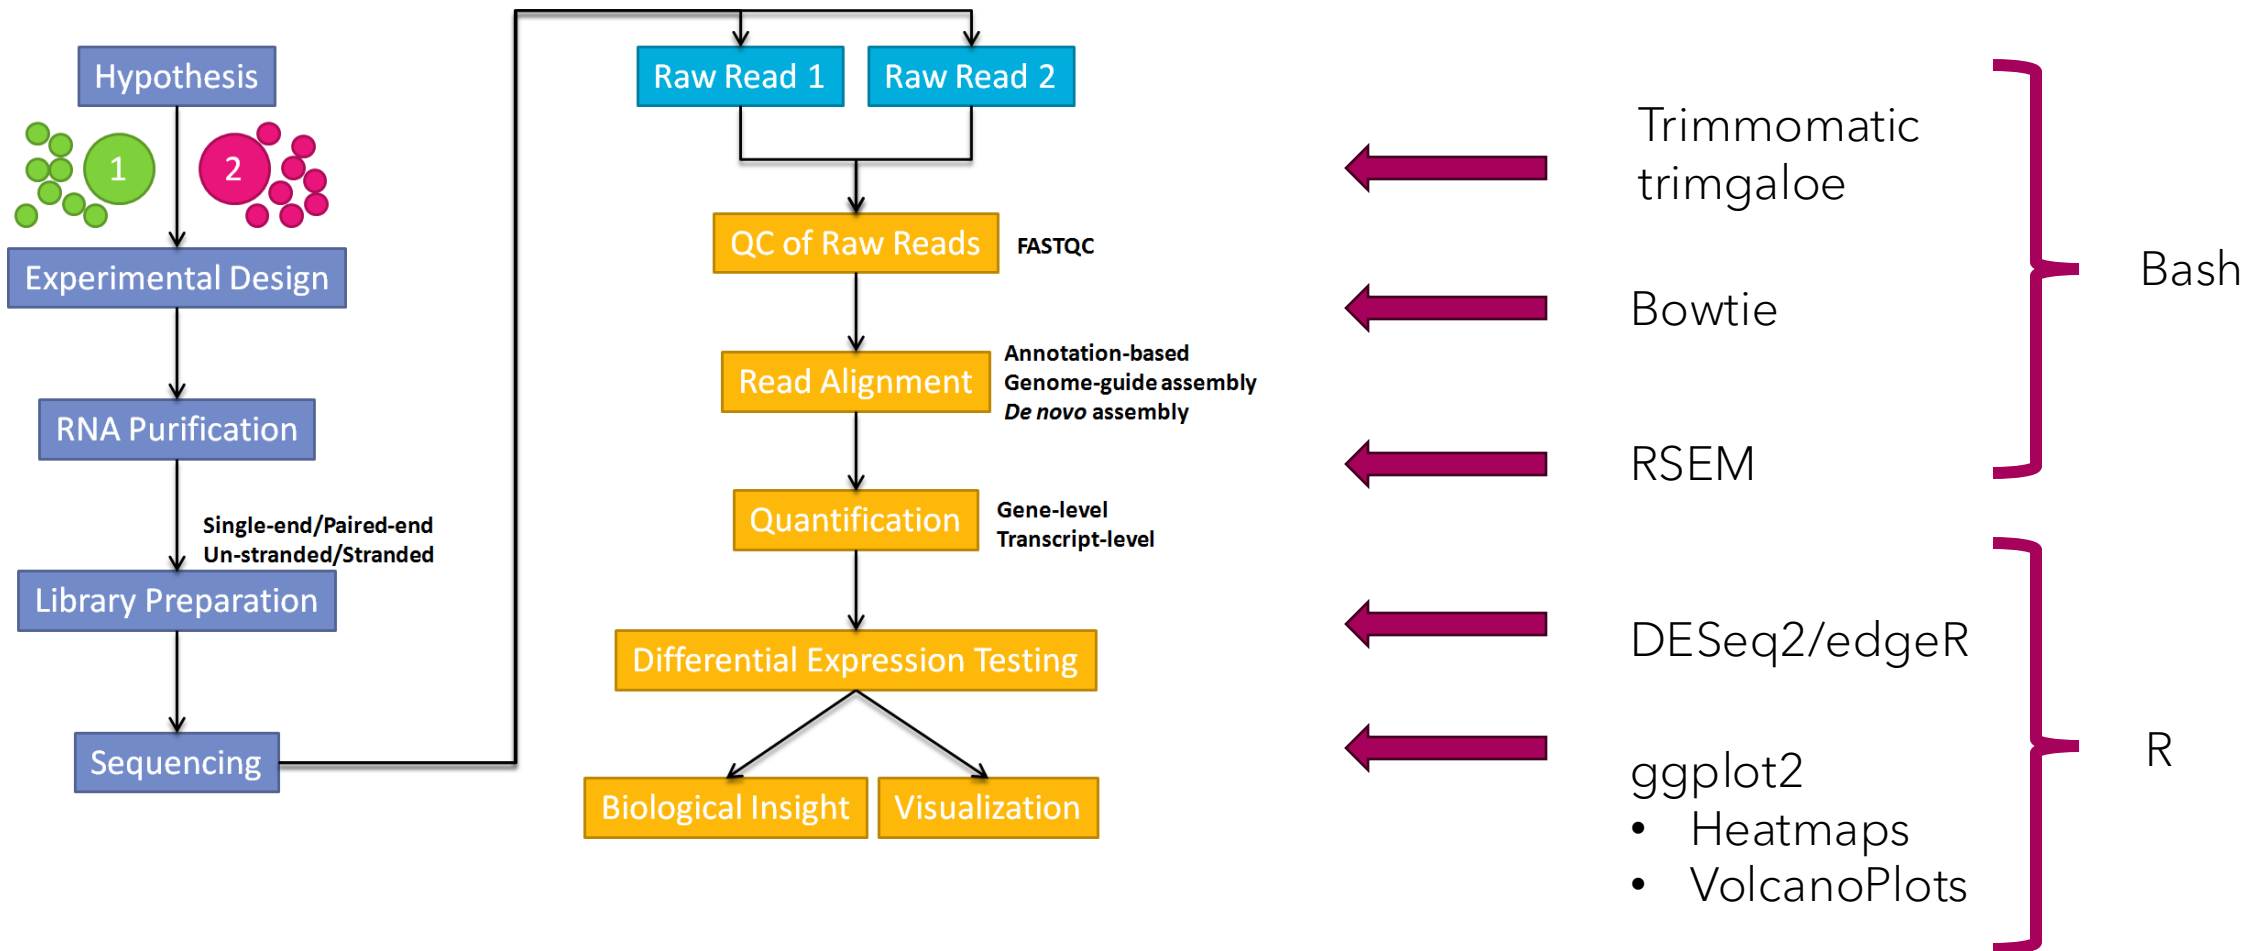 Hypothesis
1
2
Experimental Design
RNA Purification
Single-end/Paired-end
Un-stranded/Stranded
Library Preparation
Sequencing
Raw Read 1
Raw Read 2
QC of Raw Reads
FASTQC
Read Alignment
Annotation-based
Genome-guide assembly
De novo assembly
Quantification
Gene-level
Transcript-level
Differential Expression Testing
Biological Insight
Visualization
Trimmomatic
trimgaloe
Bowtie
RSEM
Bash
DESeq2/edgeR
ggplot2
• Heatmaps
• VolcanoPlots
R